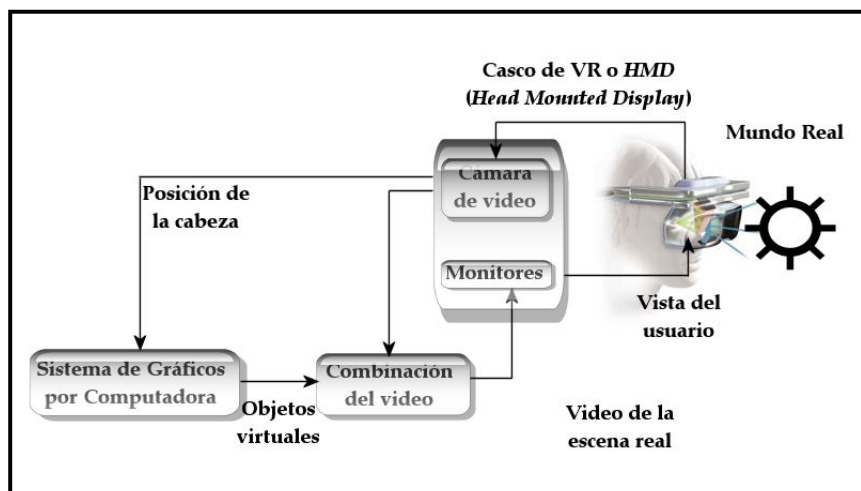 Casco de VR o HMD
(Head Mounted Display)
Mundo Real
Càmara
de video
Posición de
la cabeza
Monitores
Vista del
usuario
Sistema de Gráficos
por Computadora
Combinación
del video
Objetos
virtuales
Video de la
escena real